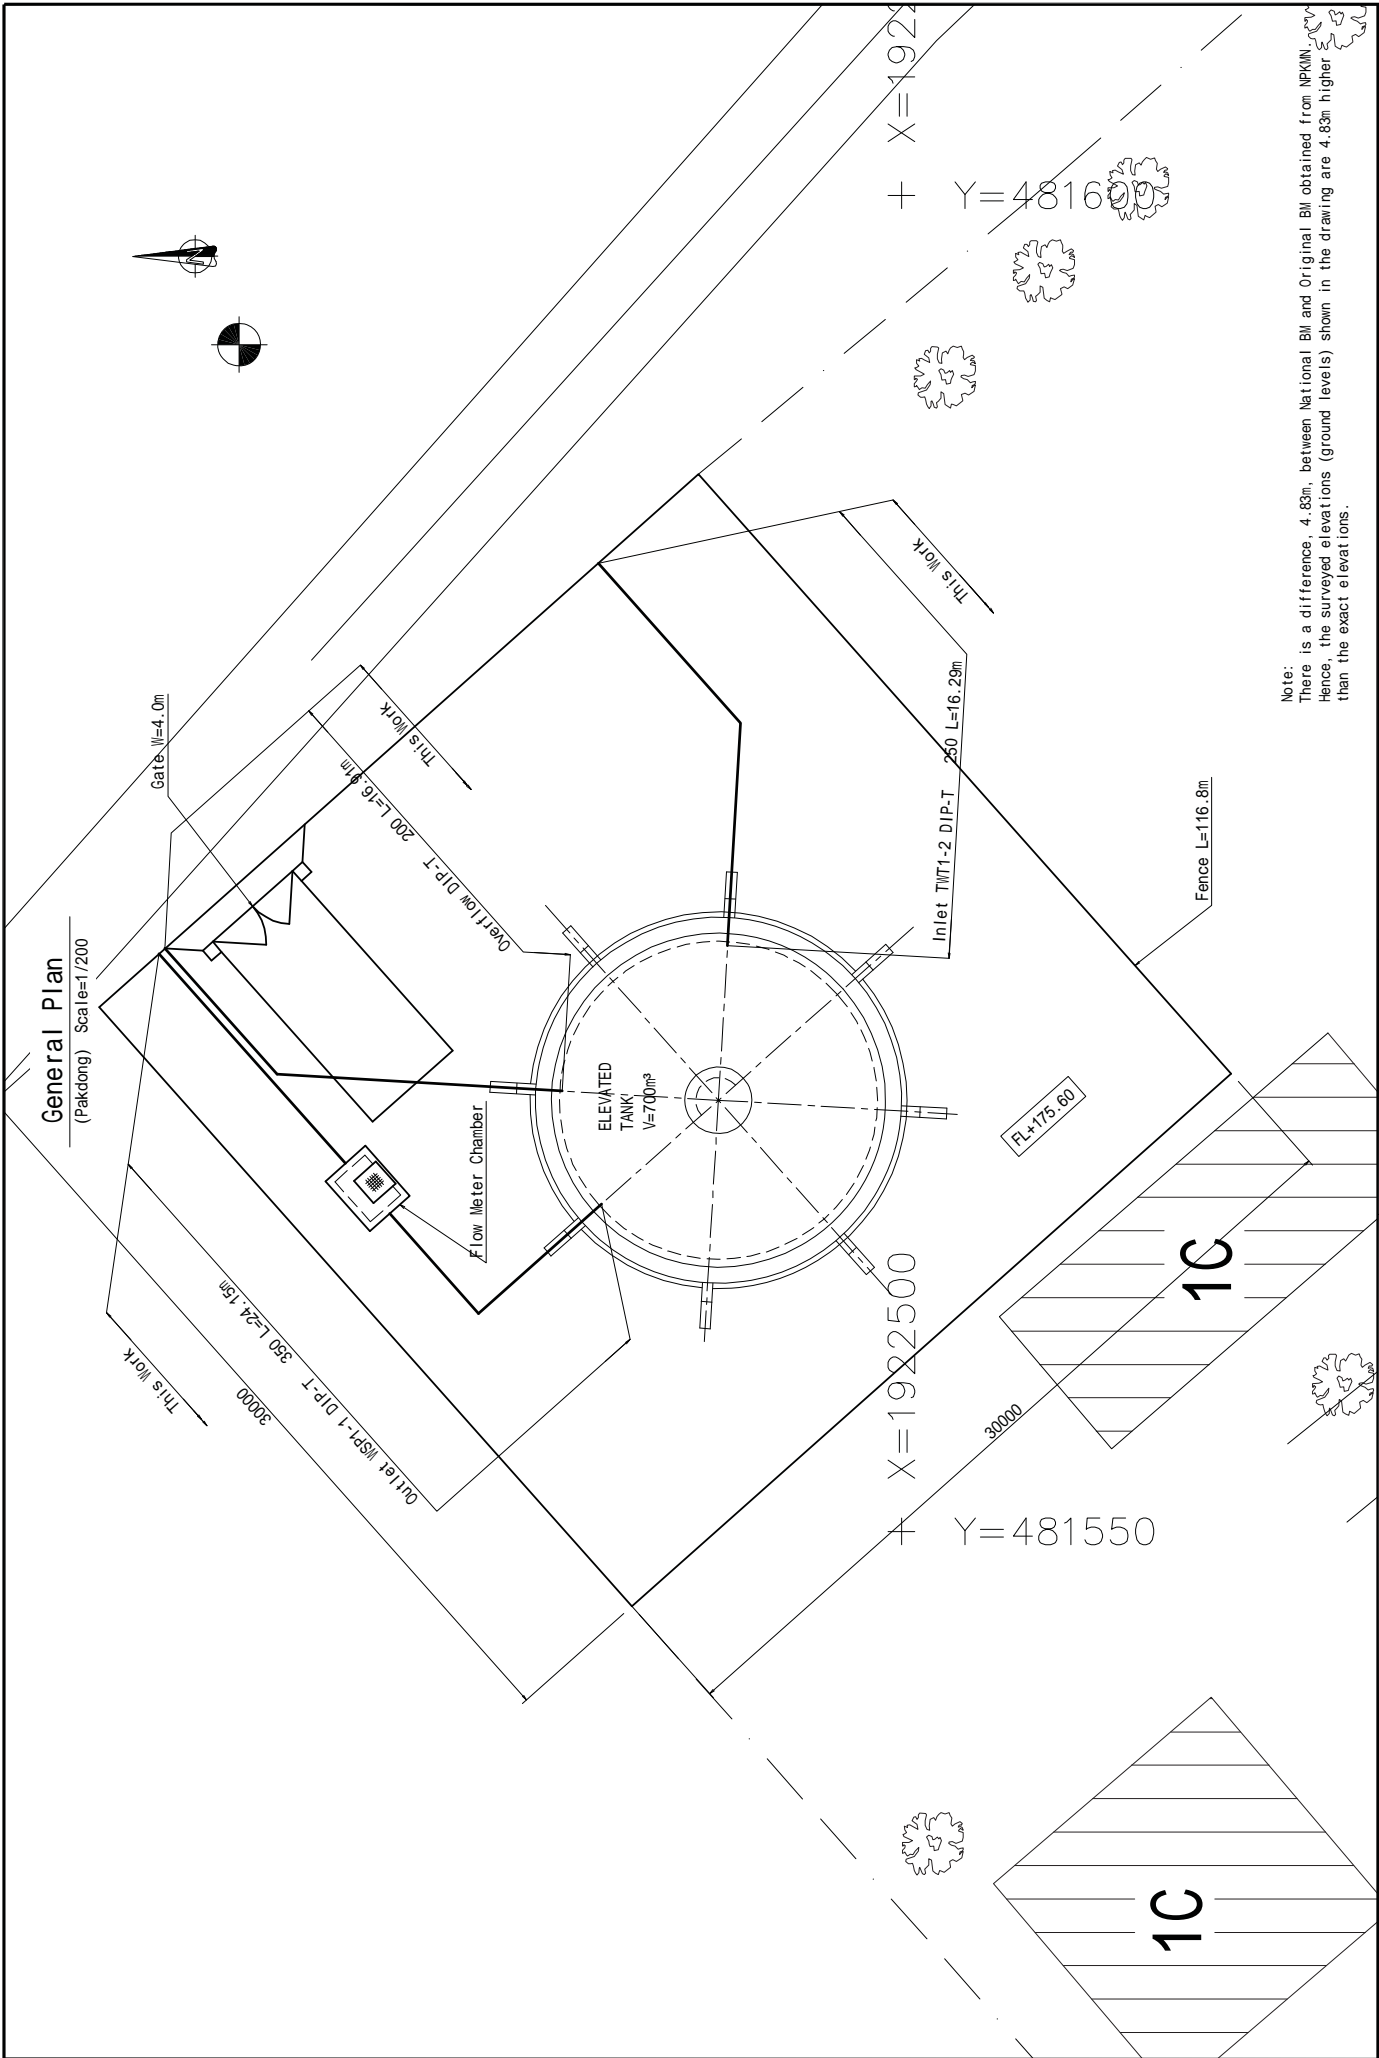 General Plan
(Pakdong) Scale=1/200
Gate W=4.0m
N
This Work
Outlet WSP1-1 DIP-T 350 L=24.15m
30000
Overflow DIP-T 200 L=16.91m
This Work
Flow Meter Chamber
ELEVATED
TANK
V=700m³
Inlet TWT1-2 DIP-T 250 L=16.29m
This Work
FL+175.60
Fence L=116.8m
30000
X=1922500
Y=481550
X=192
Y=481600
1C
1C
Note:
There is a difference, 4.83m, between National BM and Original BM obtained from NPKMN.
Hence, the surveyed elevations (ground levels) shown in the drawing are 4.83m higher
than the exact elevations.